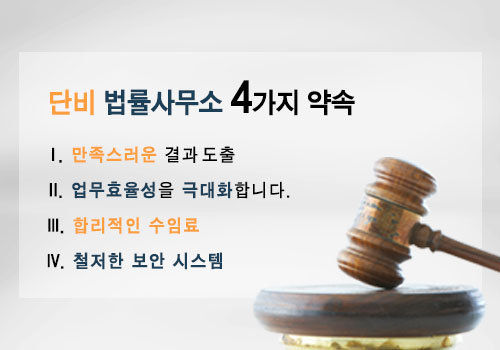 단비 법률사무소 4가지 약속
Ⅰ. 만족스러운 결과 도출
Ⅱ. 업무효율성을 극대화합니다.
Ⅲ. 합리적인 수임료
Ⅳ. 철저한 보안 시스템